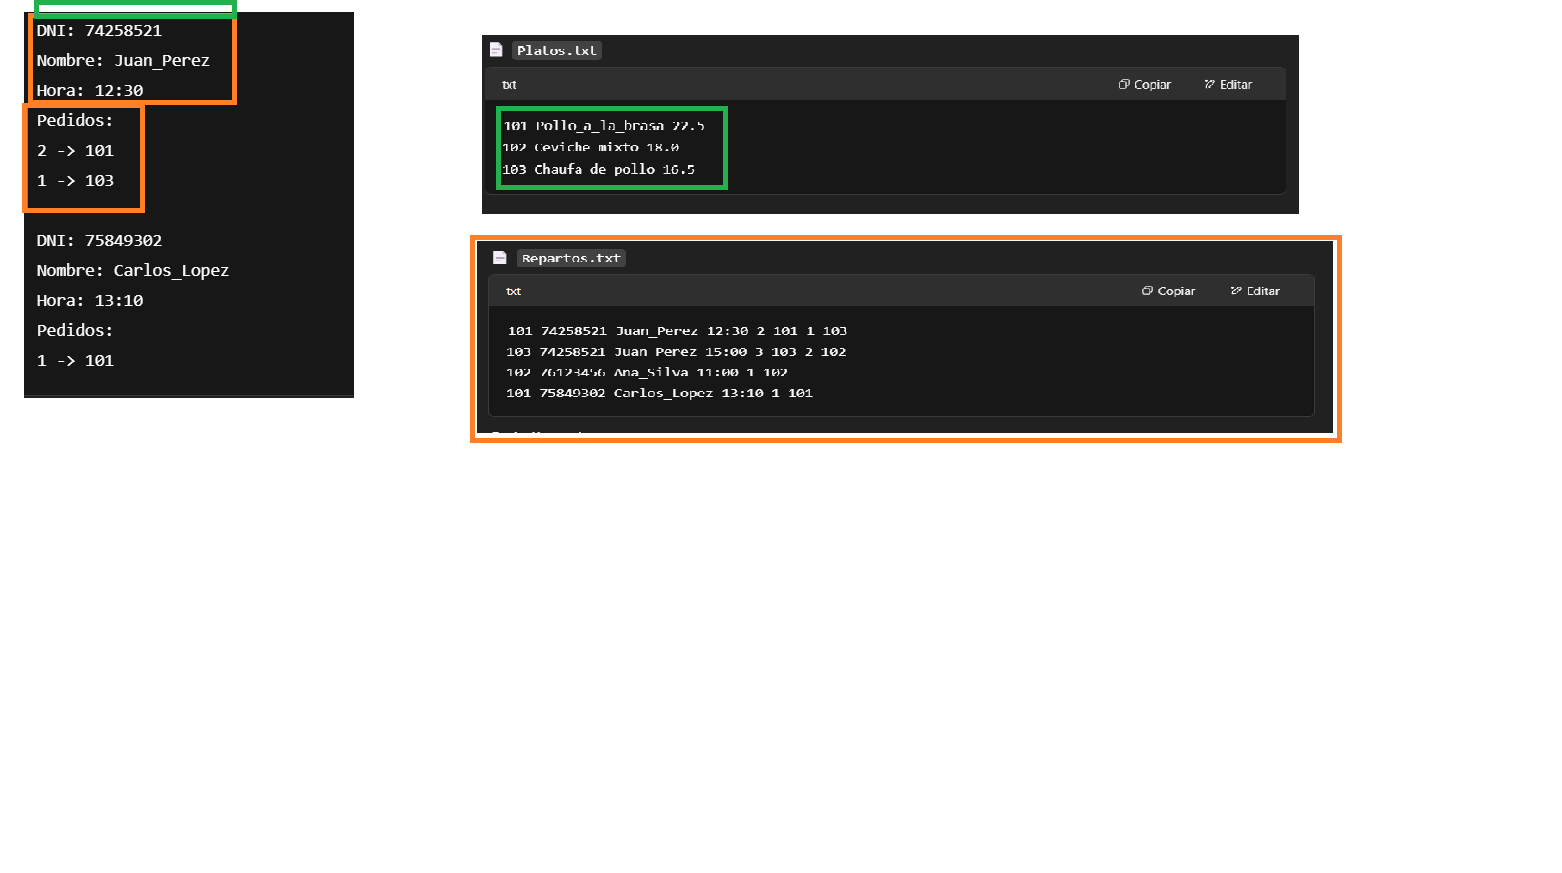 DNI: 74258521
Nombre: Juan_Perez
Hora: 12:30
Pedidos:
2 -> 101
1 -> 103
DNI: 75849302
Nombre: Carlos_Lopez
Hora: 13:10
Pedidos:
1 -> 101
Platos.txt
txt
Copiar
Editar
101 Pollo_a_la_brasa 22.5
102 Ceviche mixto 18.0
103 Chaufa de pollo 16.5
Repartos.txt
txt
Copiar
Editar
101 74258521 Juan_Perez 12:30 2 101 1 103
103 74258521 Juan Perez 15:00 3 103 2 102
102 76123456 Ana_Silva 11:00 1 102
101 75849302 Carlos_Lopez 13:10 1 101